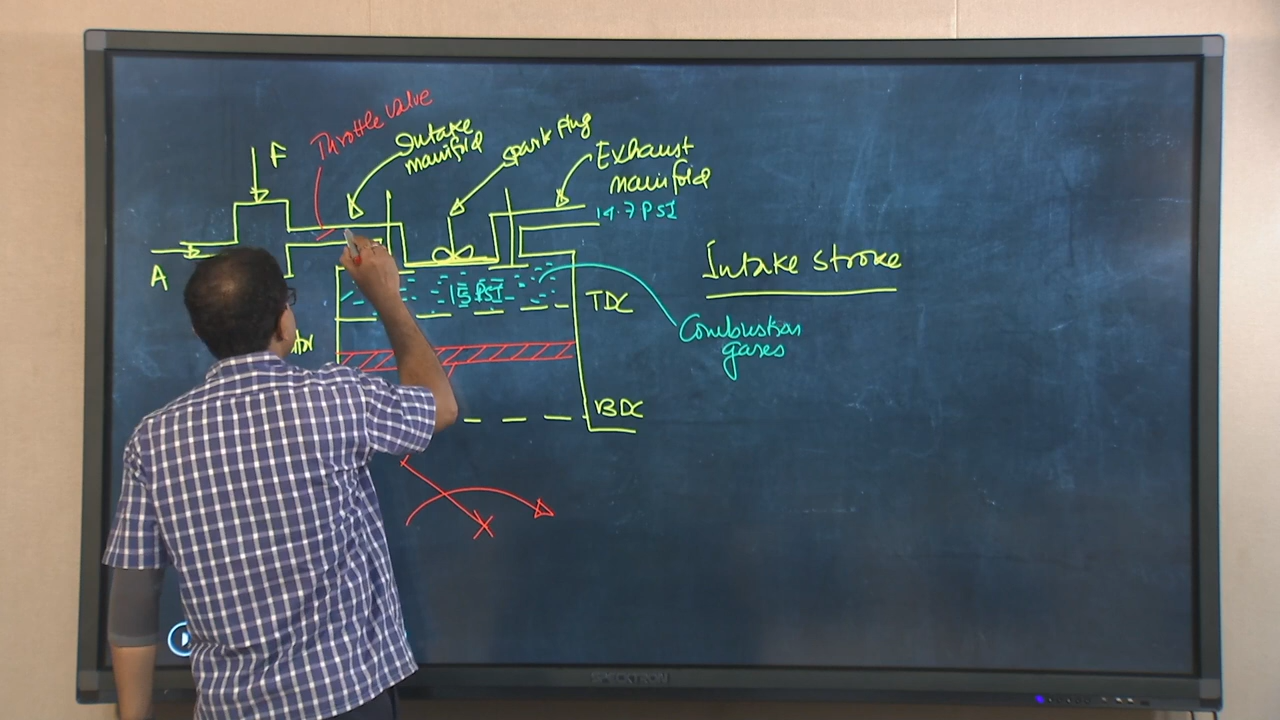 Throttle valve
Intake
manifold
Spark Plug
Exhaust
manifold
14.7 PSI
F
A
15 PSI
TDC
BDC
Intake stroke
Combustion
gases
SPECKTRON